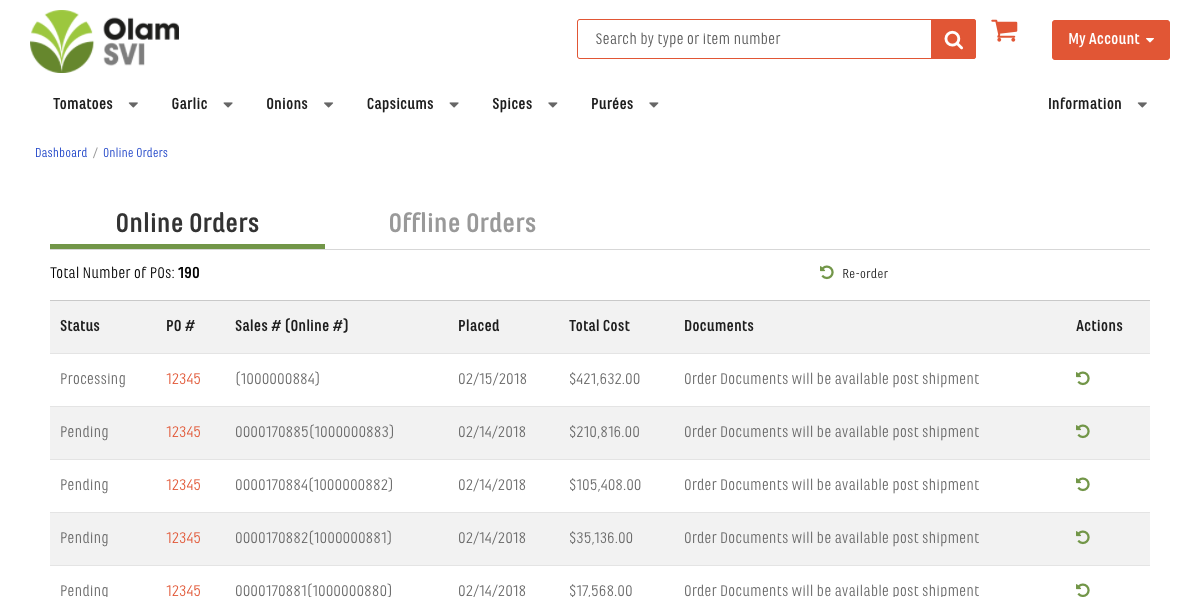 Olam
SVI
Search by type or item number
My Account
Tomatoes Garlic Onions Capsicums Spices Purées Information
Dashboard / Online Orders
Online Orders Offline Orders
Total Number of POs: 190 Re-order
Status PO # Sales # (Online #) Placed Total Cost Documents Actions
Processing 12345 (1000000884) 02/15/2018 $421,632.00 Order Documents will be available post shipment
Pending 12345 0000170885(1000000883) 02/14/2018 $210,816.00 Order Documents will be available post shipment
Pending 12345 0000170884(1000000882) 02/14/2018 $105,408.00 Order Documents will be available post shipment
Pending 12345 0000170882(1000000881) 02/14/2018 $35,136.00 Order Documents will be available post shipment
Pending 12345 0000170881(1000000880) 02/14/2018 $17,568.00 Order Documents will be available post shipment